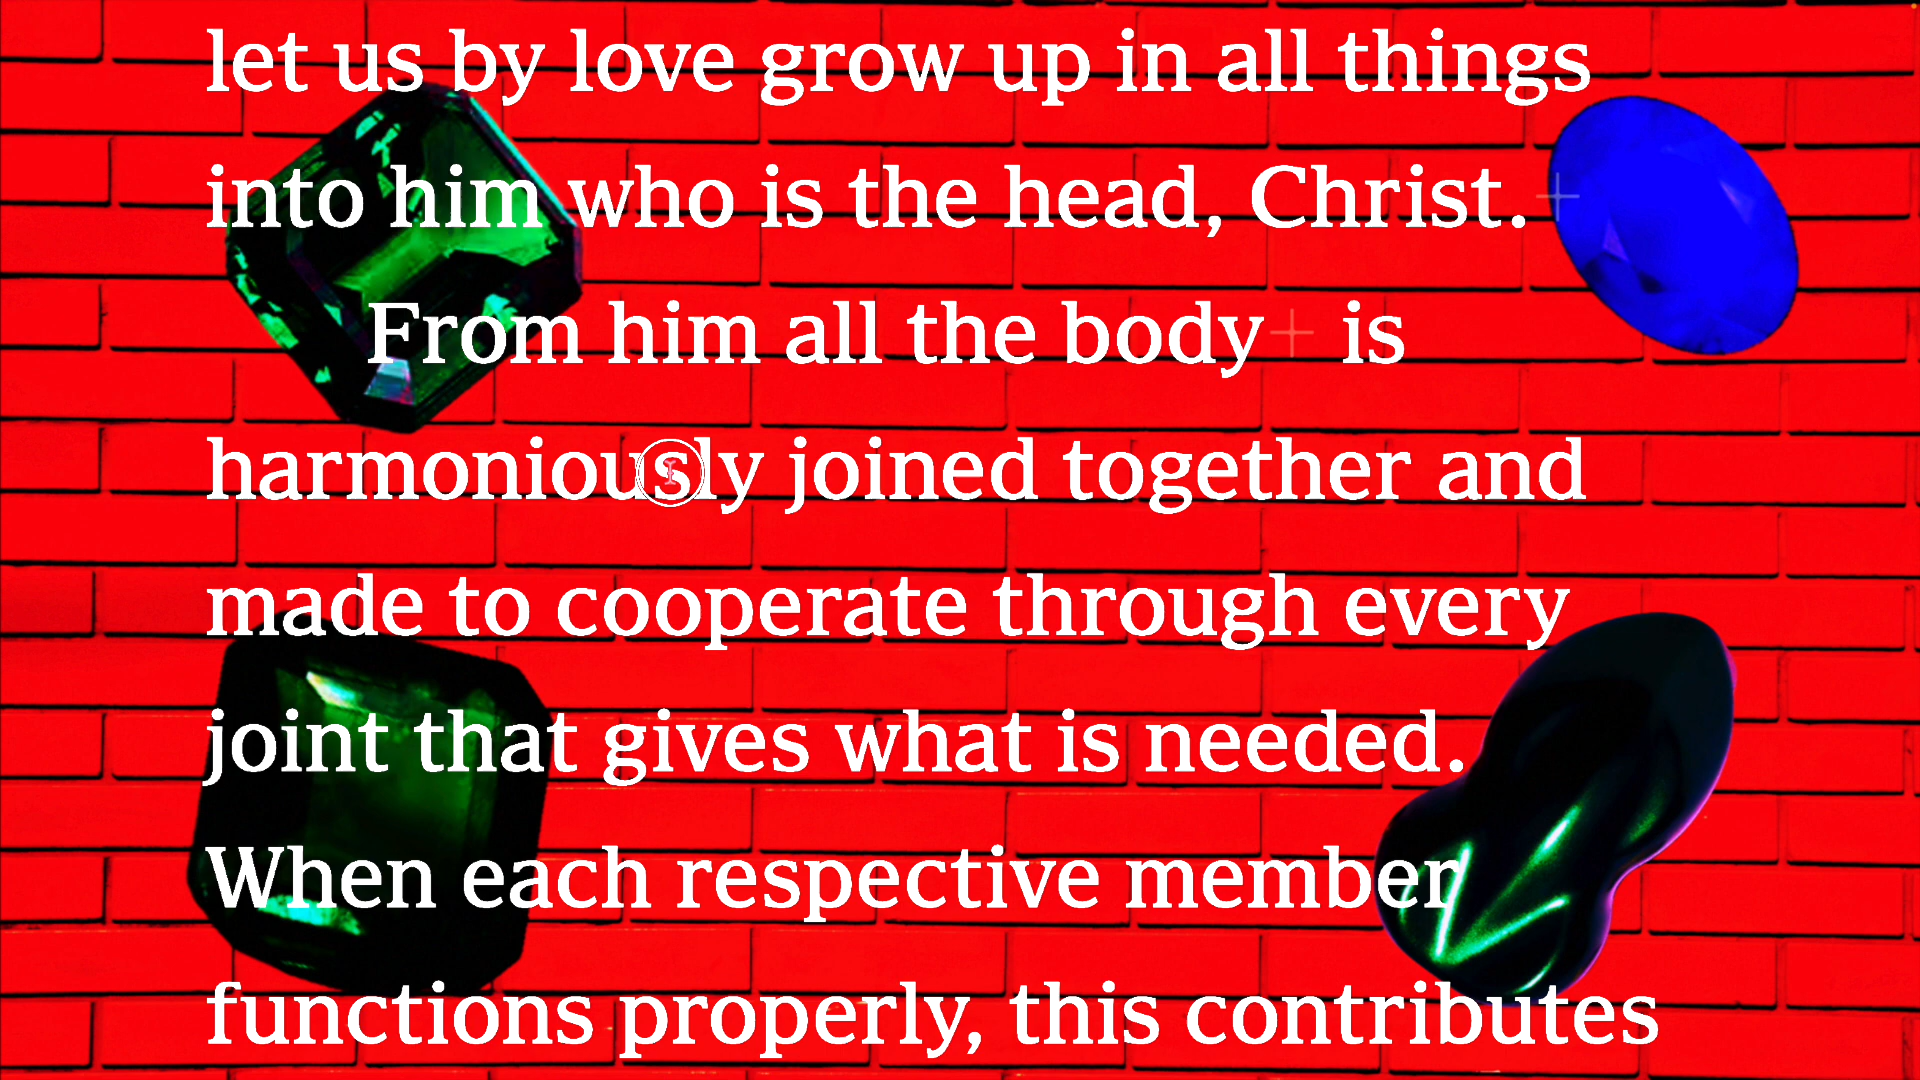 let us by love grow up in all things
into him who is the head, Christ.+
From him all the body+ is
harmoniously joined together and
made to cooperate through every
joint that gives what is needed.
When each respective member
functions properly, this contributes